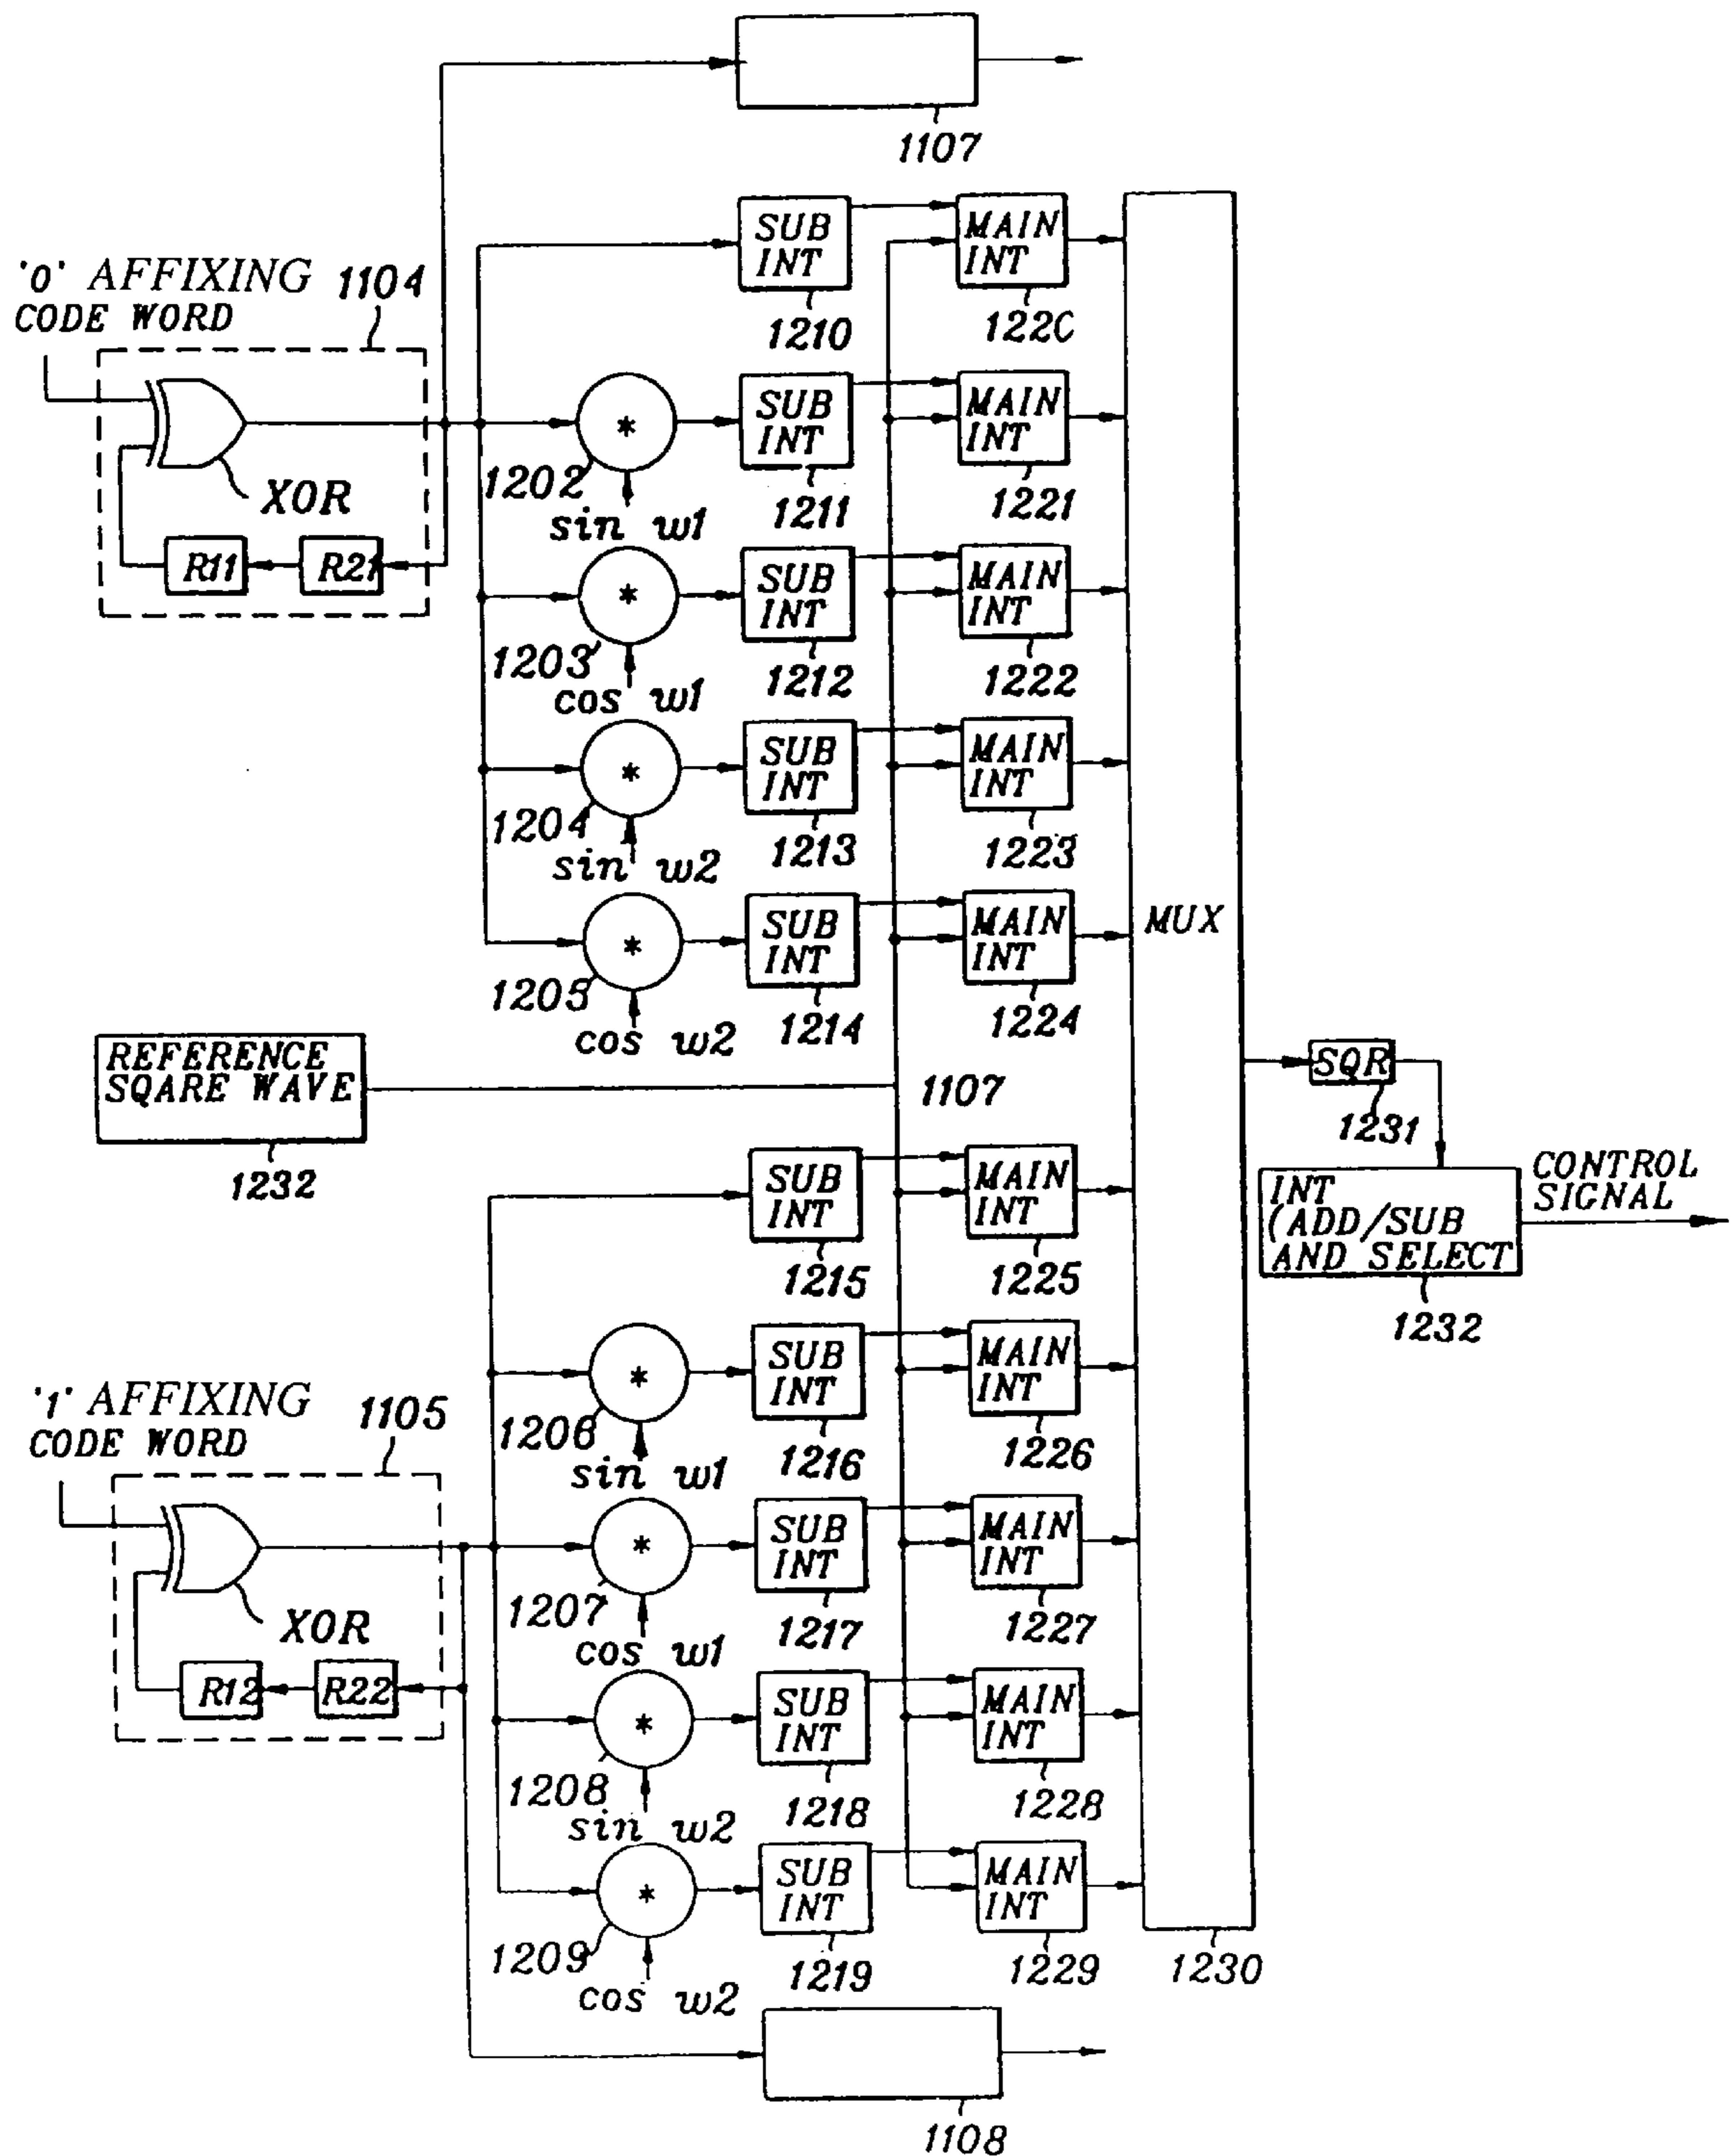 1107
SUB
INT
1210
MAIN
INT
122C
'0' AFFIXING
CODE WORD
1104
XOR
R11
R21
*
1202
sin w1
SUB
INT
1211
MAIN
INT
1221
*
1203
cos w1
SUB
INT
1212
MAIN
INT
1222
*
1204
sin w2
SUB
INT
1213
MAIN
INT
1223
*
1205
cos w2
SUB
INT
1214
MAIN
INT
1224
MUX
REFERENCE
SQARE WAVE
1232
1107
SQR
1231
INT
(ADD/SUB
AND SELECT
1232
CONTROL
SIGNAL
SUB
INT
1215
MAIN
INT
1225
'1' AFFIXING
CODE WORD
1105
XOR
R12
R22
*
1206
sin w1
SUB
INT
1216
MAIN
INT
1226
*
1207
cos w1
SUB
INT
1217
MAIN
INT
1227
*
1208
sin w2
SUB
INT
1218
MAIN
INT
1228
*
1209
cos w2
SUB
INT
1219
MAIN
INT
1229
1230
1108